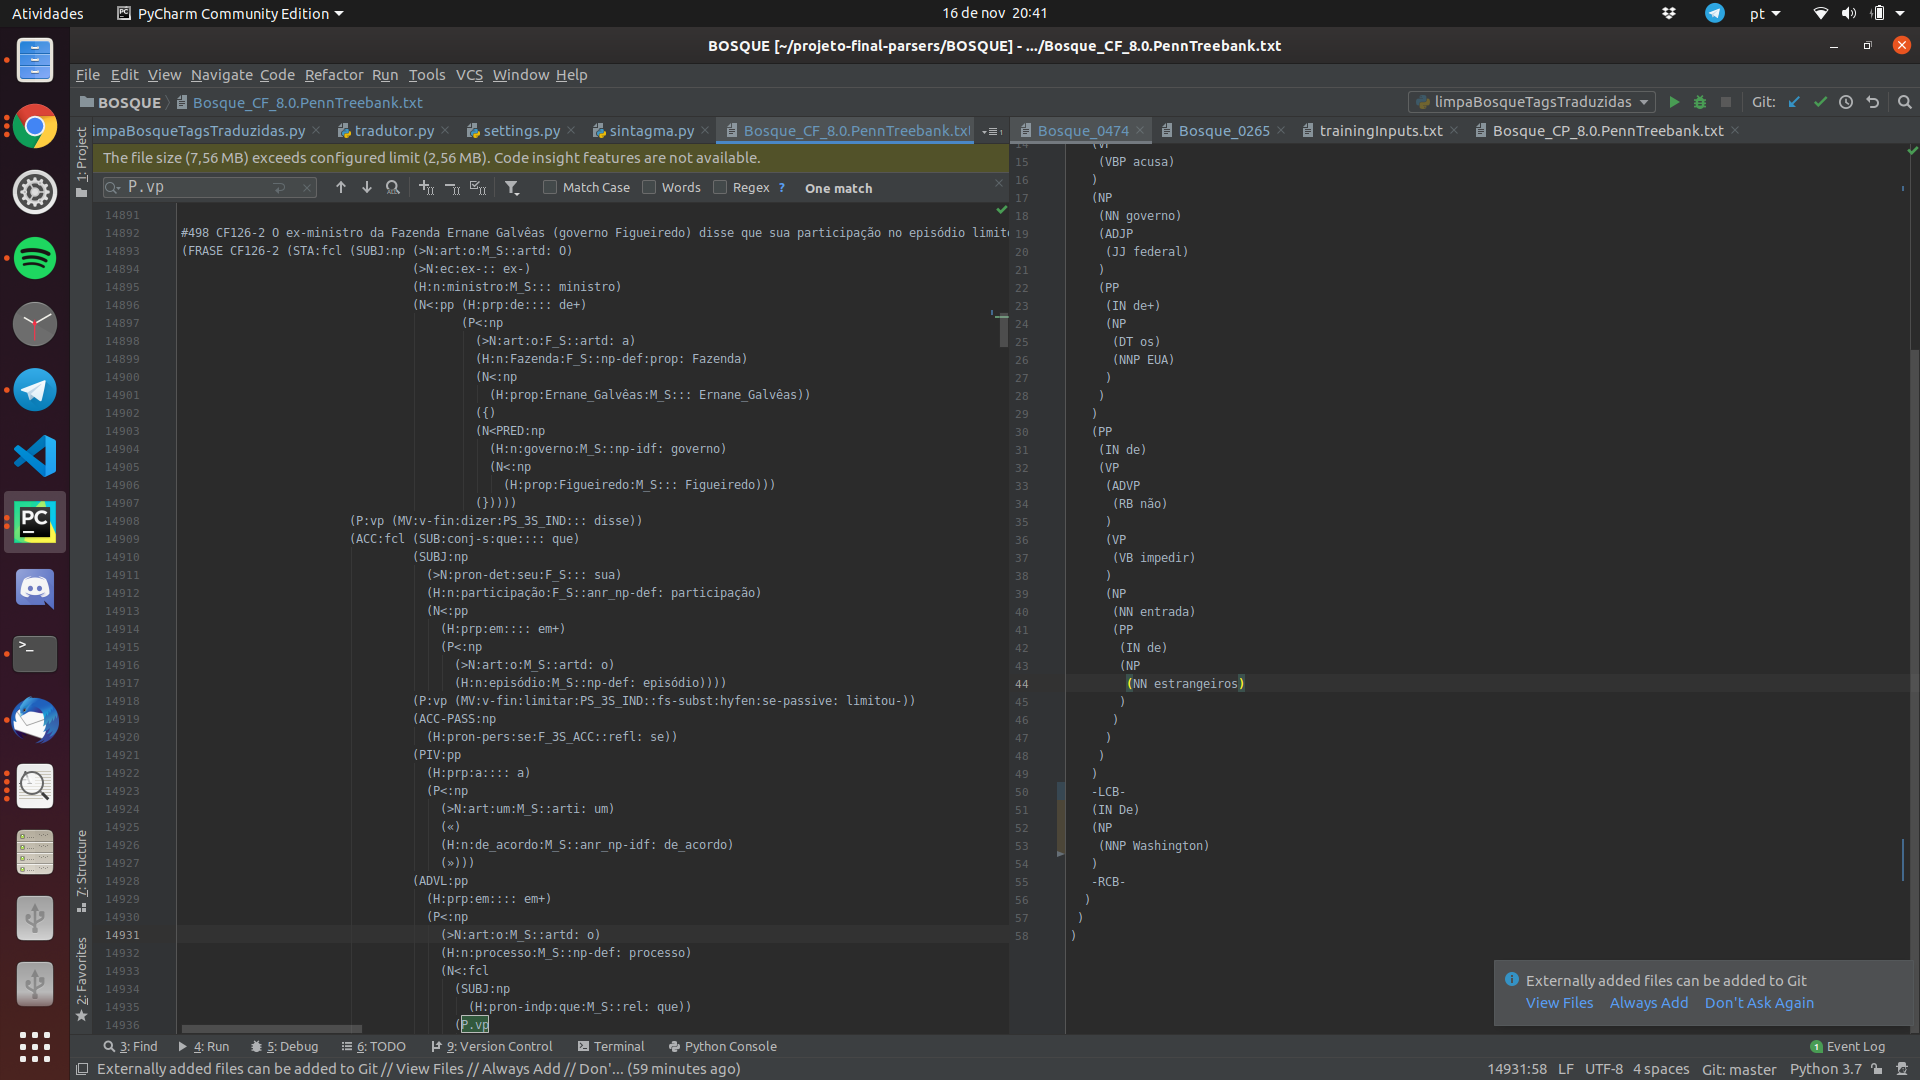 Atividades PyCharm Community Edition 16 de nov 20:41 pt
BOSQUE [~/projeto-final-parsers/BOSQUE] - .../Bosque_CF_8.0.PennTreebank.txt
File Edit View Navigate Code Refactor Run Tools VCS Window Help
BOSQUE Bosque_CF_8.0.PennTreebank.txt limpaBosqueTagsTraduzidas Git:
impaBosqueTagsTraduzidas.py tradutor.py settings.py sintagma.py Bosque_CF_8.0.PennTreebank.txt Bosque_0474 Bosque_0265 trainingInputs.txt Bosque_CP_8.0.PennTreebank.txt
The file size (7,56 MB) exceeds configured limit (2,56 MB). Code insight features are not available.
P.vp Match Case Words Regex ? One match
1: Project
7: Structure
2: Favorites
14891
14892 #498 CF126-2 O ex-ministro da Fazenda Ernane Galvêas (governo Figueiredo) disse que sua participação no episódio limito
14893 (FRASE CF126-2 (STA:fcl (SUBJ:np (>N:art:o:M_S::artd: O)
14894 (>N:ec:ex-:: ex-)
14895 (H:n:ministro:M_S::: ministro)
14896 (N<:pp (H:prp:de:::: de+)
14897 (P<:np
14898 (>N:art:o:F_S::artd: a)
14899 (H:n:Fazenda:F_S::np-def:prop: Fazenda)
14900 (N<:np
14901 (H:prop:Ernane_Galvêas:M_S::: Ernane_Galvêas))
14902 ({)
14903 (N<PRED:np
14904 (H:n:governo:M_S::np-idf: governo)
14905 (N<:np
14906 (H:prop:Figueiredo:M_S::: Figueiredo)))
14907 (}))))
14908 (P:vp (MV:v-fin:dizer:PS_3S_IND::: disse))
14909 (ACC:fcl (SUB:conj-s:que:::: que)
14910 (SUBJ:np
14911 (>N:pron-det:seu:F_S::: sua)
14912 (H:n:participação:F_S::anr_np-def: participação)
14913 (N<:pp
14914 (H:prp:em:::: em+)
14915 (P<:np
14916 (>N:art:o:M_S::artd: o)
14917 (H:n:episódio:M_S::np-def: episódio))))
14918 (P:vp (MV:v-fin:limitar:PS_3S_IND::fs-subst:hyfen:se-passive: limitou-))
14919 (ACC-PASS:np
14920 (H:pron-pers:se:F_3S_ACC::refl: se))
14921 (PIV:pp
14922 (H:prp:a:::: a)
14923 (P<:np
14924 (>N:art:um:M_S::arti: um)
14925 («)
14926 (H:n:de_acordo:M_S::anr_np-idf: de_acordo)
14927 (»)))
14928 (ADVL:pp
14929 (H:prp:em:::: em+)
14930 (P<:np
14931 (>N:art:o:M_S::artd: o)
14932 (H:n:processo:M_S::np-def: processo)
14933 (N<:fcl
14934 (SUBJ:np
14935 (H:pron-indp:que:M_S::rel: que))
14936 (P.vp
14 (VP
15 (VBP acusa)
16 )
17 (NP
18 (NN governo)
19 (ADJP
20 (JJ federal)
21 )
22 (PP
23 (IN de+)
24 (NP
25 (DT os)
26 (NNP EUA)
27 )
28 )
29 )
30 (PP
31 (IN de)
32 (VP
33 (ADVP
34 (RB não)
35 )
36 (VP
37 (VB impedir)
38 )
39 (NP
40 (NN entrada)
41 (PP
42 (IN de)
43 (NP
44 (NN estrangeiros)
45 )
46 )
47 )
48 )
49 )
50 -LCB-
51 (IN De)
52 (NP
53 (NNP Washington)
54 )
55 -RCB-
56 )
57 )
58 )
Externally added files can be added to Git
View Files Always Add Don't Ask Again
3: Find 4: Run 5: Debug 6: TODO 9: Version Control Terminal Python Console 1 Event Log
Externally added files can be added to Git // View Files // Always Add // Don'... (59 minutes ago) 14931:58 LF UTF-8 4 spaces Git: master Python 3.7